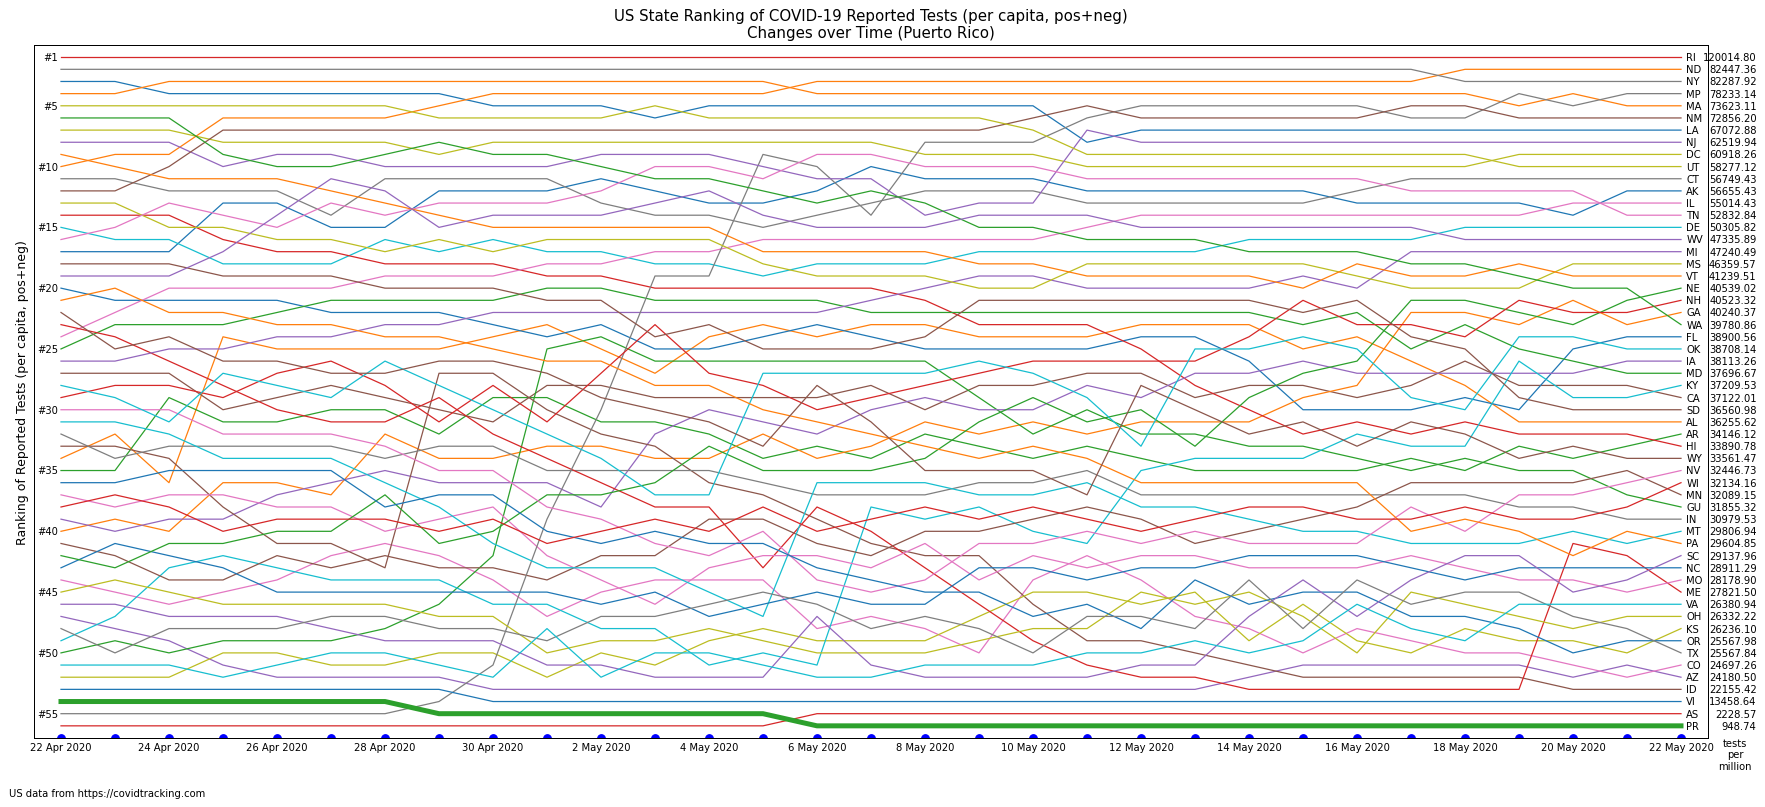 US State Ranking of COVID-19 Reported Tests (per capita, pos+neg)
Changes over Time (Puerto Rico)
Ranking of Reported Tests (per capita, pos+neg)
#1
#5
#10
#15
#20
#25
#30
#35
#40
#45
#50
#55
RI 120014.80
ND 82447.36
NY 82287.92
MP 78233.14
MA 73623.11
NM 72856.20
LA 67072.88
NJ 62519.94
DC 60918.26
UT 58277.12
CT 56749.43
AK 56655.43
IL 55014.43
TN 52832.84
DE 50305.82
WV 47335.89
MI 47240.49
MS 46359.57
VT 41239.51
NE 40539.02
NH 40523.32
GA 40240.37
WA 39780.86
FL 38900.56
OK 38708.14
IA 38113.26
MD 37696.67
KY 37209.53
CA 37122.01
SD 36560.98
AL 36255.62
AR 34146.12
HI 33890.78
WY 33561.47
NV 32446.73
WI 32134.16
MN 32089.15
GU 31855.32
IN 30979.53
MT 29806.94
PA 29604.85
SC 29137.96
NC 28911.29
MO 28178.90
ME 27821.50
VA 26380.94
OH 26332.22
KS 26236.10
OR 25567.98
TX 25567.84
CO 24697.26
AZ 24180.50
ID 22155.42
VI 13458.64
AS 2228.57
PR 948.74
22 Apr 2020
24 Apr 2020
26 Apr 2020
28 Apr 2020
30 Apr 2020
2 May 2020
4 May 2020
6 May 2020
8 May 2020
10 May 2020
12 May 2020
14 May 2020
16 May 2020
18 May 2020
20 May 2020
22 May 2020
tests
per
million
US data from https://covidtracking.com